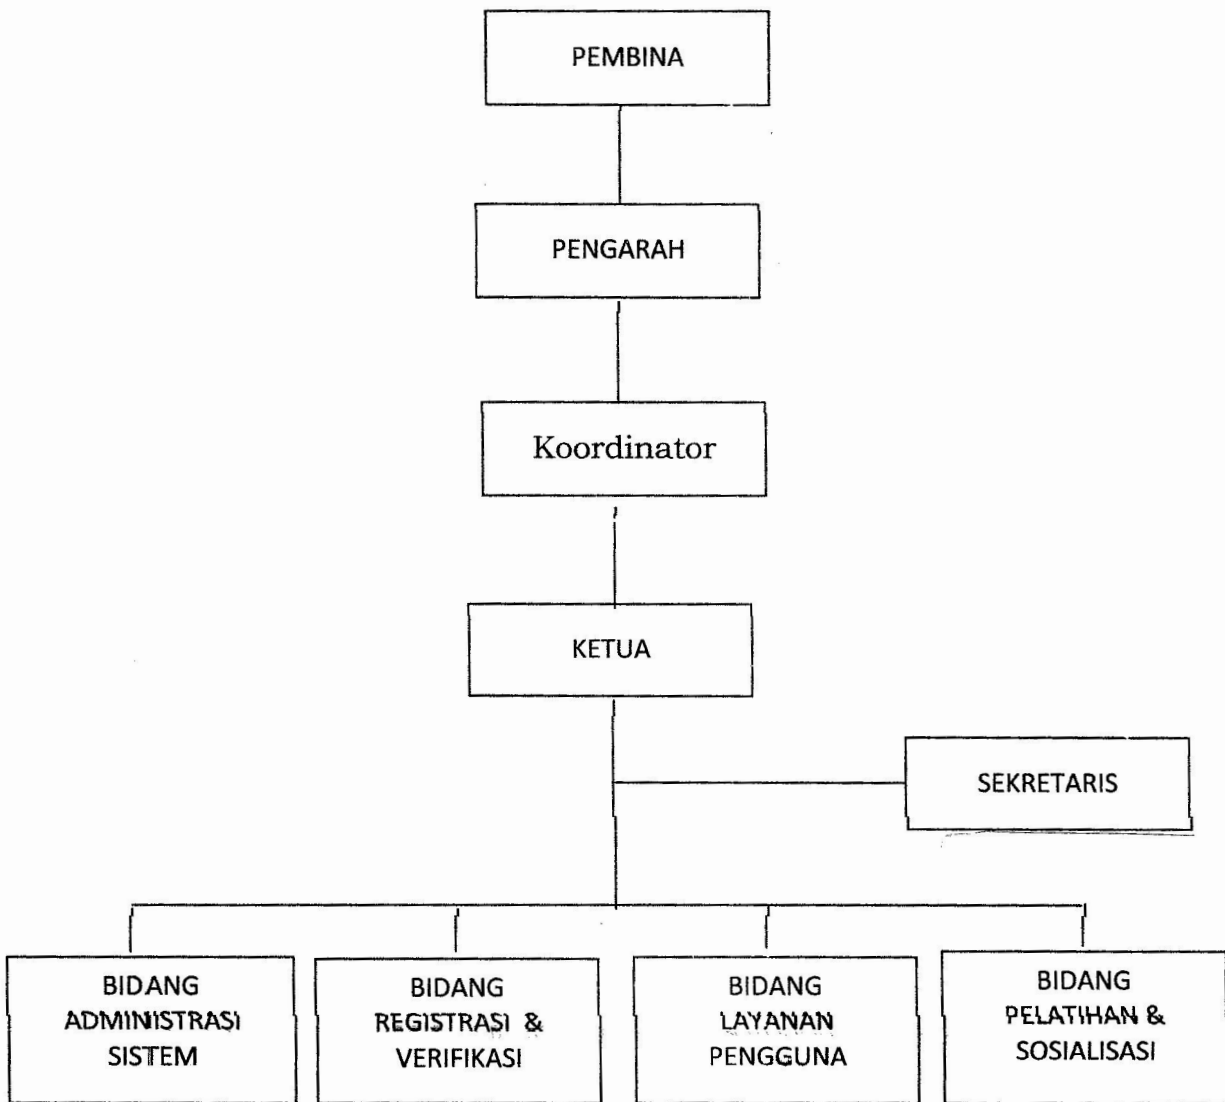 PEMBINA
PENGARAH
Koordinator
KETUA
SEKRETARIS
BIDANG
ADMINISTRASI
SISTEM
BIDANG
REGISTRASI &
VERIFIKASI
BIDANG
LAYANAN
PENGGUNA
BIDANG
PELATIHAN &
SOSIALISASI